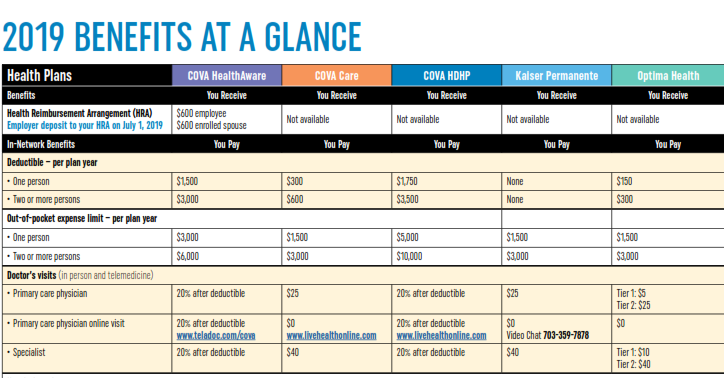 2019 BENEFITS AT A GLANCE
Health Plans COVA HealthAware COVA Care COVA HDHP Kaiser Permanente Optima Health
Benefits You Receive You Receive You Receive You Receive You Receive
Health Reimbursement Arrangement (HRA) $600 employee
Employer deposit to your HRA on July 1, 2019 $600 enrolled spouse Not available Not available Not available Not available
In-Network Benefits You Pay You Pay You Pay You Pay You Pay
Deductible – per plan year
• One person $1,500 $300 $1,750 None $150
• Two or more persons $3,000 $600 $3,500 None $300
Out-of-pocket expense limit – per plan year
• One person $3,000 $1,500 $5,000 $1,500 $1,500
• Two or more persons $6,000 $3,000 $10,000 $3,000 $3,000
Doctor's visits (in person and telemedicine)
• Primary care physician 20% after deductible $25 20% after deductible $25 Tier 1: $5
Tier 2: $25
• Primary care physician online visit 20% after deductible $0 20% after deductible $0 $0
www.teladoc.com/cova www.livehealthonline.com www.livehealthonline.com Video Chat 703-359-7878
• Specialist 20% after deductible $40 20% after deductible $40 Tier 1: $10
Tier 2: $40